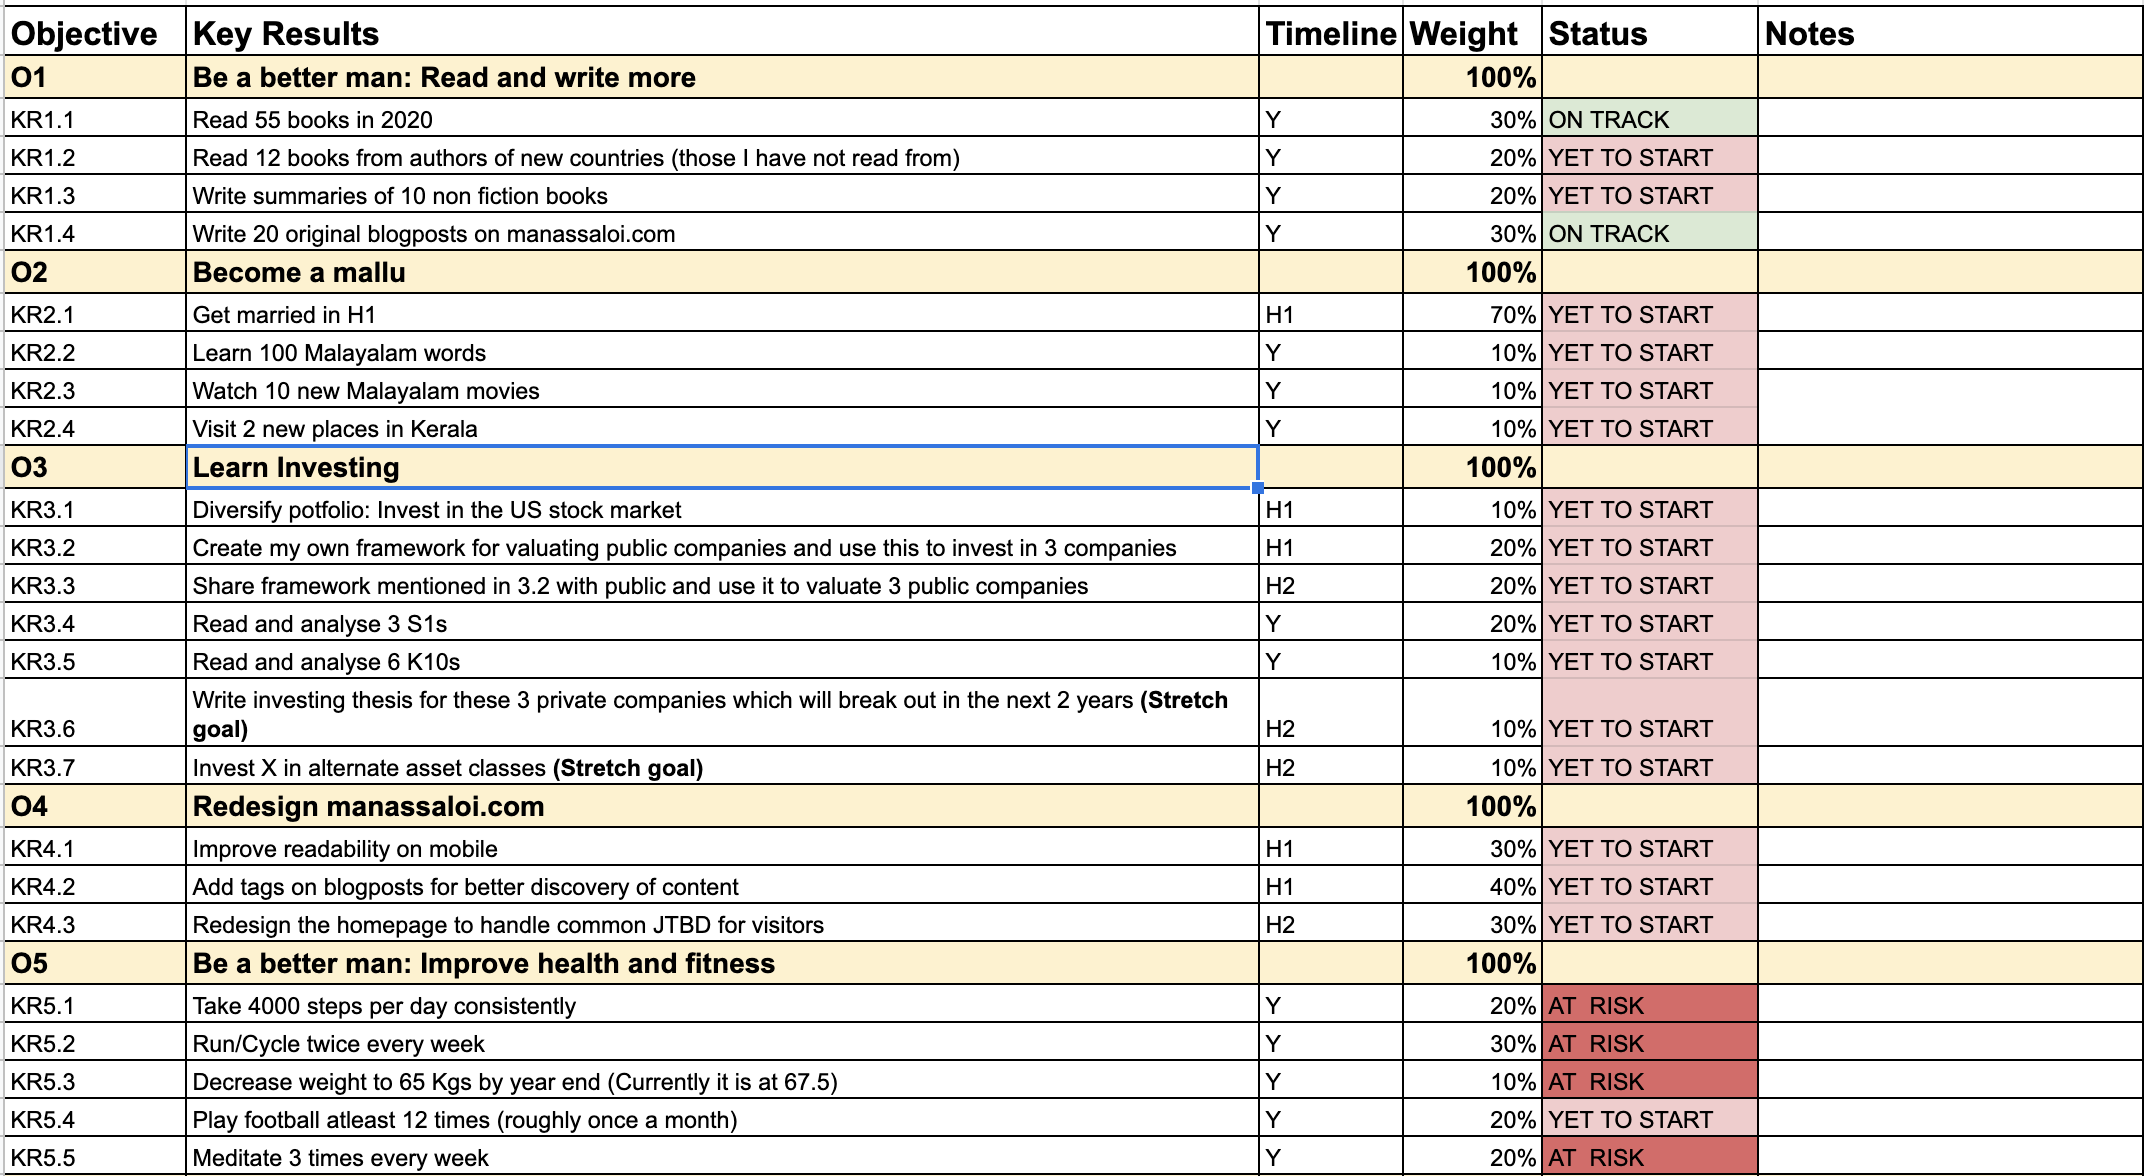 Objective Key Results Timeline Weight Status Notes
O1 Be a better man: Read and write more 100%
KR1.1 Read 55 books in 2020 Y 30% ON TRACK
KR1.2 Read 12 books from authors of new countries (those I have not read from) Y 20% YET TO START
KR1.3 Write summaries of 10 non fiction books Y 20% YET TO START
KR1.4 Write 20 original blogposts on manassaloi.com Y 30% ON TRACK
O2 Become a mallu 100%
KR2.1 Get married in H1 H1 70% YET TO START
KR2.2 Learn 100 Malayalam words Y 10% YET TO START
KR2.3 Watch 10 new Malayalam movies Y 10% YET TO START
KR2.4 Visit 2 new places in Kerala Y 10% YET TO START
O3 Learn Investing 100%
KR3.1 Diversify potfolio: Invest in the US stock market H1 10% YET TO START
KR3.2 Create my own framework for valuating public companies and use this to invest in 3 companies H1 20% YET TO START
KR3.3 Share framework mentioned in 3.2 with public and use it to valuate 3 public companies H2 20% YET TO START
KR3.4 Read and analyse 3 S1s Y 20% YET TO START
KR3.5 Read and analyse 6 K10s Y 10% YET TO START
Write investing thesis for these 3 private companies which will break out in the next 2 years (Stretch
KR3.6 goal) H2 10% YET TO START
KR3.7 Invest X in alternate asset classes (Stretch goal) H2 10% YET TO START
O4 Redesign manassaloi.com 100%
KR4.1 Improve readability on mobile H1 30% YET TO START
KR4.2 Add tags on blogposts for better discovery of content H1 40% YET TO START
KR4.3 Redesign the homepage to handle common JTBD for visitors H2 30% YET TO START
O5 Be a better man: Improve health and fitness 100%
KR5.1 Take 4000 steps per day consistently Y 20% AT RISK
KR5.2 Run/Cycle twice every week Y 30% AT RISK
KR5.3 Decrease weight to 65 Kgs by year end (Currently it is at 67.5) Y 10% AT RISK
KR5.4 Play football atleast 12 times (roughly once a month) Y 20% YET TO START
KR5.5 Meditate 3 times every week Y 20% AT RISK